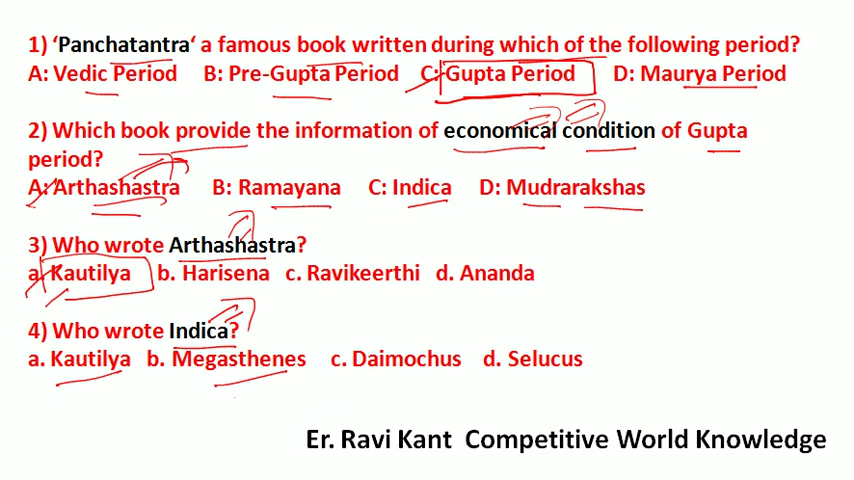 1) ‘Panchatantra‘ a famous book written during which of the following period?
A: Vedic Period B: Pre-Gupta Period C: Gupta Period D: Maurya Period
2) Which book provide the information of economical condition of Gupta
period?
A: Arthashastra B: Ramayana C: Indica D: Mudrarakshas
3) Who wrote Arthashastra?
a. Kautilya b. Harisena c. Ravikeerthi d. Ananda
4) Who wrote Indica?
a. Kautilya b. Megasthenes c. Daimochus d. Selucus
Er. Ravi Kant Competitive World Knowledge